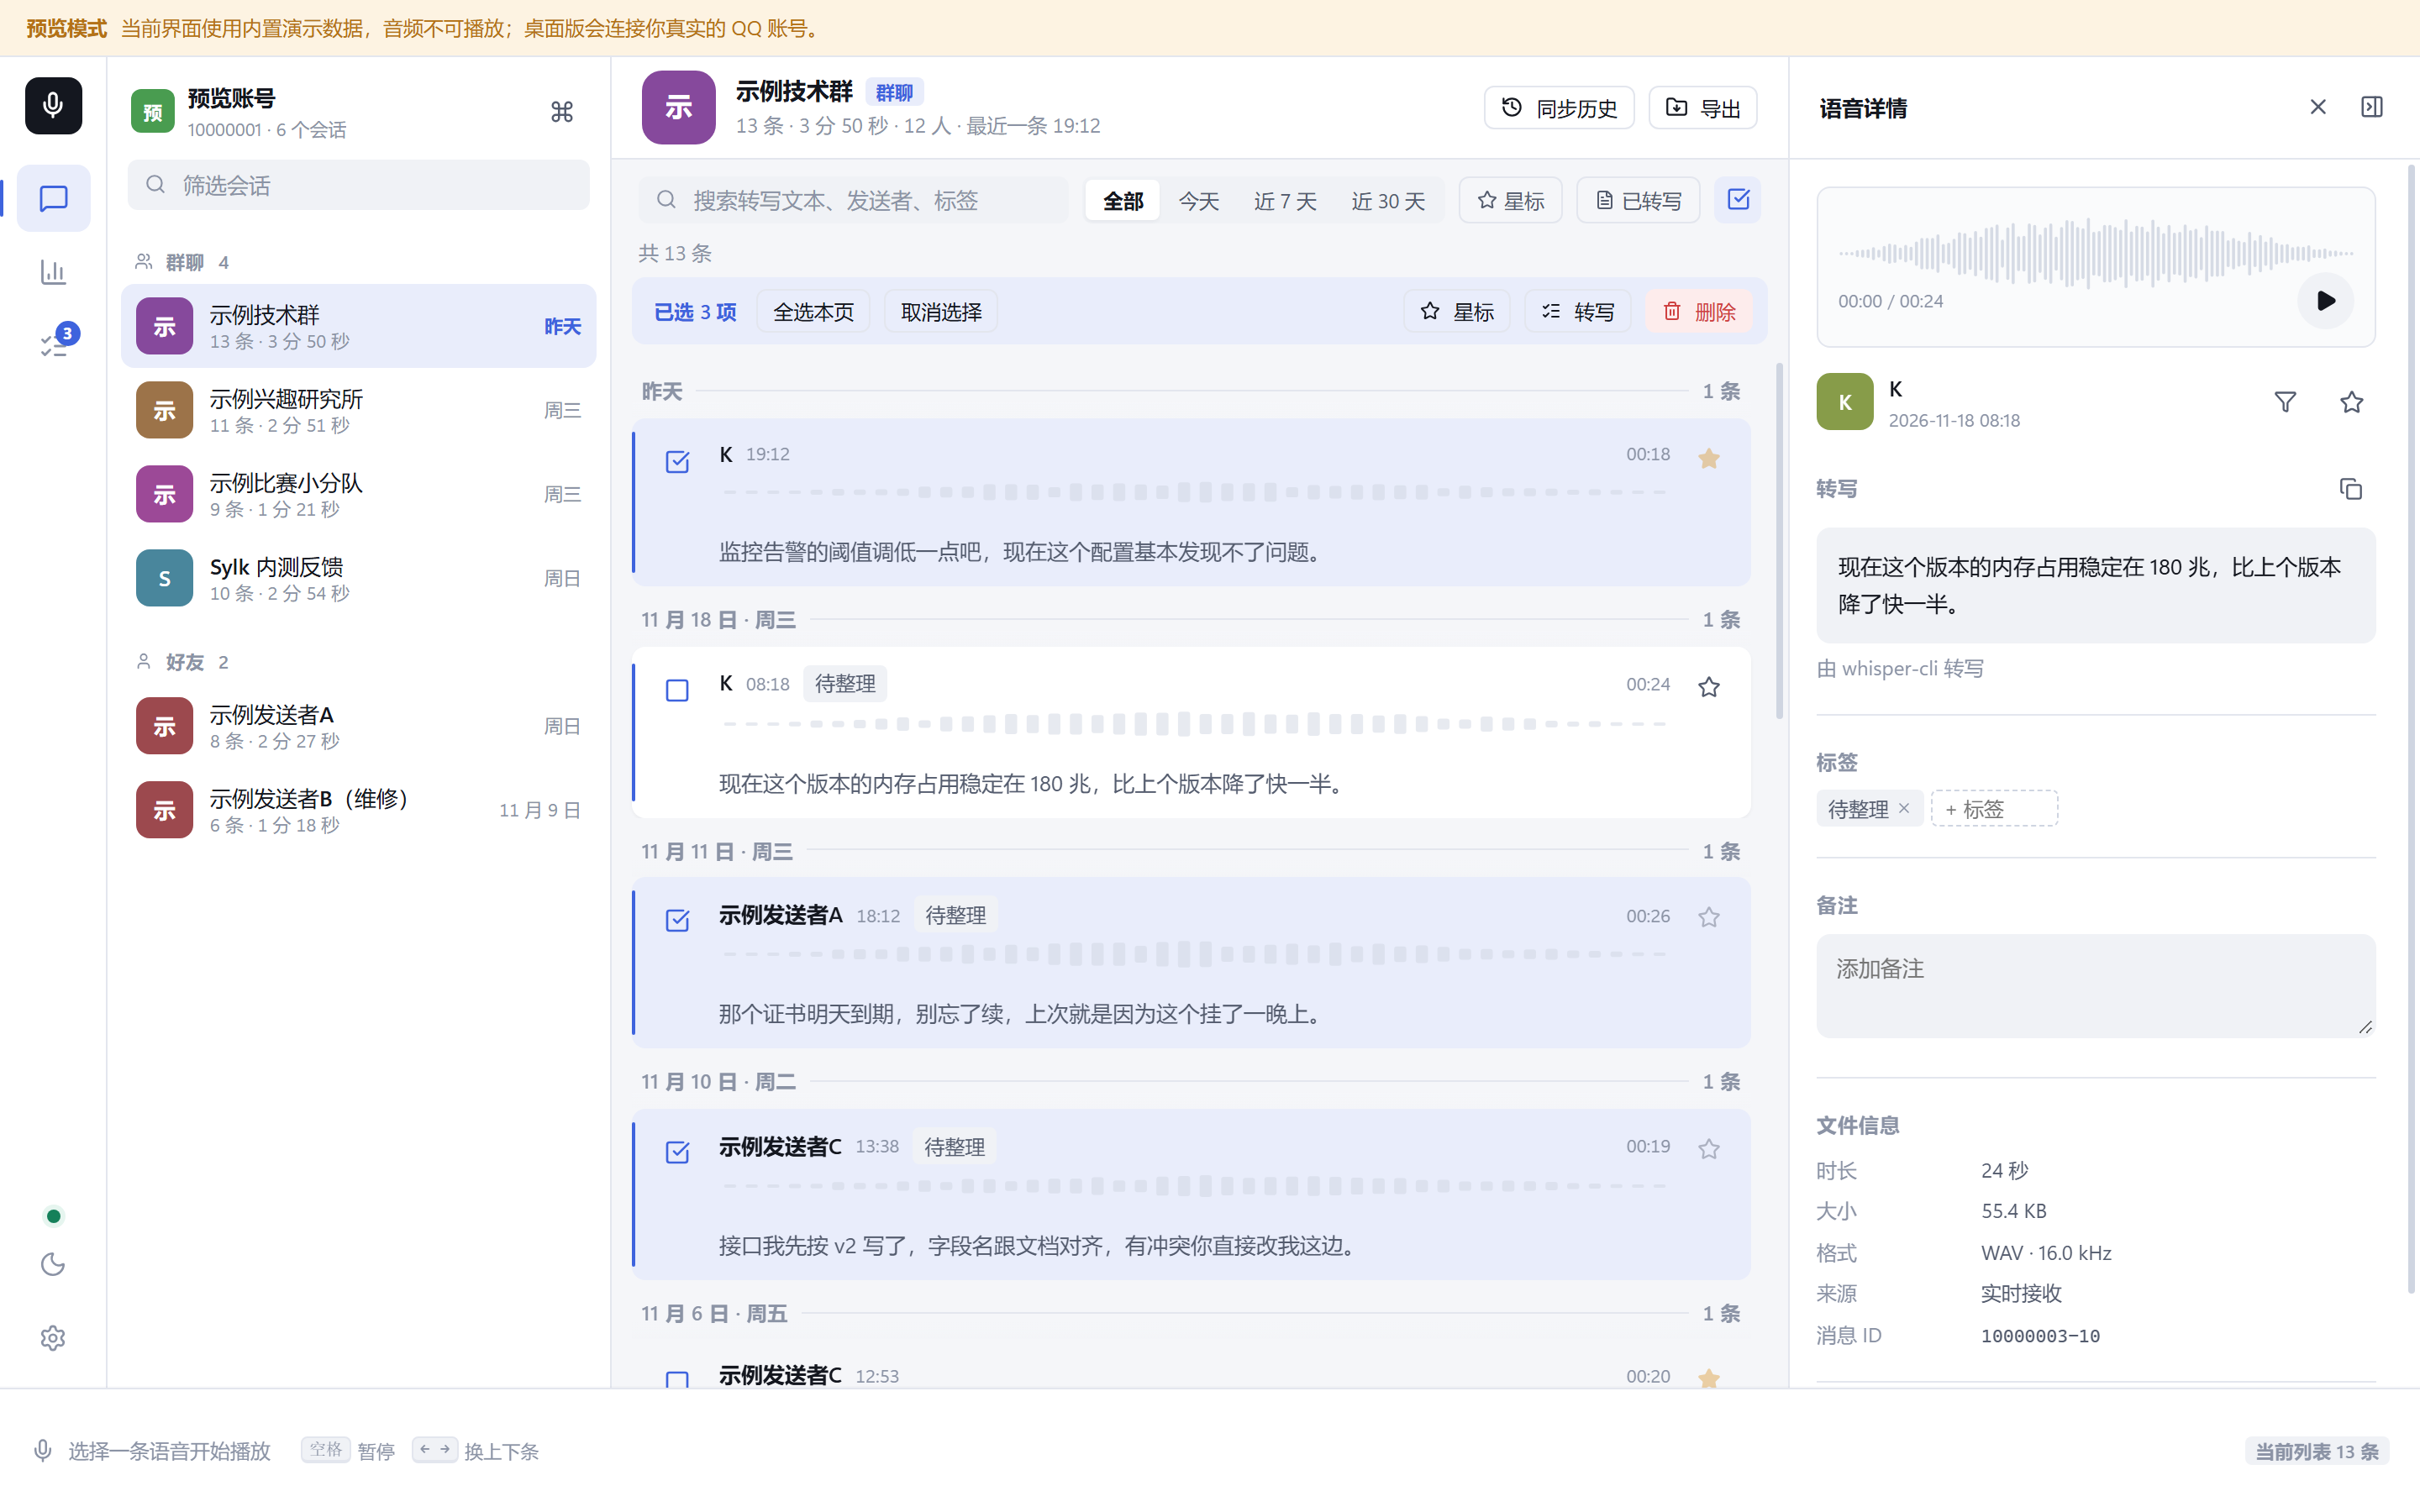 预览模式 当前界面使用内置演示数据，音频不可播放；桌面版会连接你真实的 QQ 账号。
3
预
预览账号
10000001 · 6 个会话
筛选会话
群聊 4
示
示例技术群
13 条 · 3 分 50 秒
昨天
示
示例兴趣研究所
11 条 · 2 分 51 秒
周三
示
示例比赛小分队
9 条 · 1 分 21 秒
周三
S
Sylk 内测反馈
10 条 · 2 分 54 秒
周日
好友 2
示
示例发送者A
8 条 · 2 分 27 秒
周日
示
示例发送者B（维修）
6 条 · 1 分 18 秒
11 月 9 日
示
示例技术群 群聊
13 条 · 3 分 50 秒 · 12 人 · 最近一条 19:12
同步历史 导出
搜索转写文本、发送者、标签 全部 今天 近 7 天 近 30 天 星标 已转写
共 13 条
已选 3 项 全选本页 取消选择 星标 转写 删除
昨天 1 条
K 19:12 00:18
监控告警的阈值调低一点吧，现在这个配置基本发现不了问题。
11 月 18 日 · 周三 1 条
K 08:18 待整理 00:24
现在这个版本的内存占用稳定在 180 兆，比上个版本降了快一半。
11 月 11 日 · 周三 1 条
示例发送者A 18:12 待整理 00:26
那个证书明天到期，别忘了续，上次就是因为这个挂了一晚上。
11 月 10 日 · 周二 1 条
示例发送者C 13:38 待整理 00:19
接口我先按 v2 写了，字段名跟文档对齐，有冲突你直接改我这边。
11 月 6 日 · 周五 1 条
示例发送者C 12:53 00:20
语音详情
00:00 / 00:24
K
K
2026-11-18 08:18
转写
现在这个版本的内存占用稳定在 180 兆，比上个版本
降了快一半。
由 whisper-cli 转写
标签
待整理 × + 标签
备注
添加备注
文件信息
时长 24 秒
大小 55.4 KB
格式 WAV · 16.0 kHz
来源 实时接收
消息 ID 10000003-10
选择一条语音开始播放 空格 暂停 ← → 换上下条
当前列表 13 条